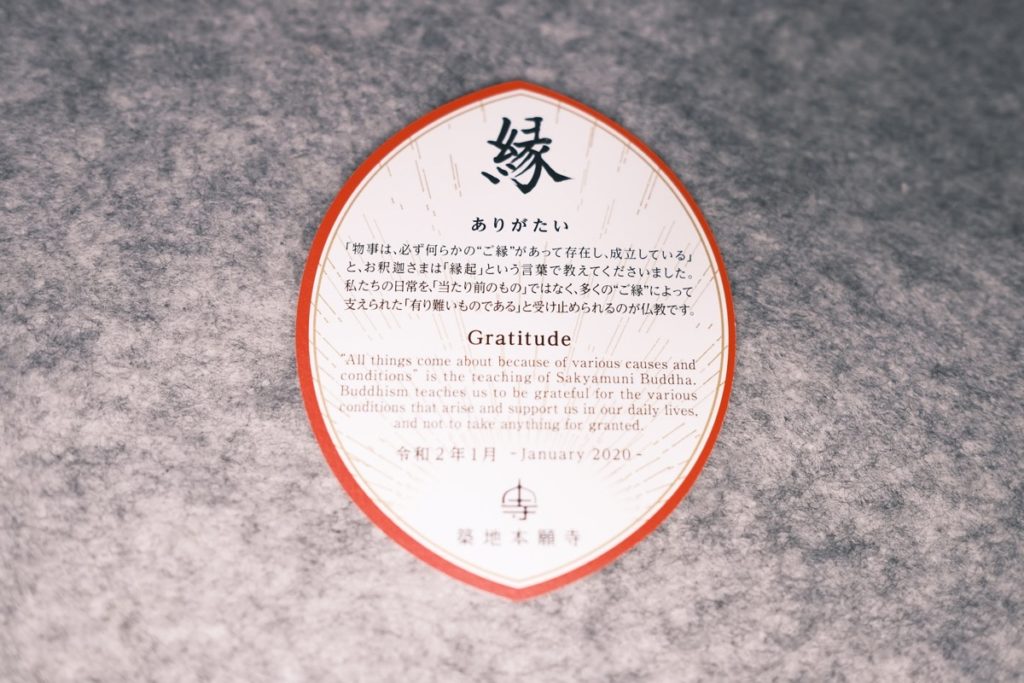 縁
ありがたい
「物事は、必ず何らかの“ご縁”があって存在し、成立している」
と、お釈迦さまは「縁起」という言葉で教えてくださいました。
私たちの日常を、「当たり前のもの」ではなく、多くの“ご縁”によって
支えられた「有り難いものである」と受け止められるのが仏教です。
Gratitude
“All things come about because of various causes and
conditions” is the teaching of Sakyamuni Buddha.
Buddhism teaches us to be grateful for the various
conditions that arise and support us in our daily lives,
and not to take anything for granted.
令和2年1月 -January 2020-
築地本願寺